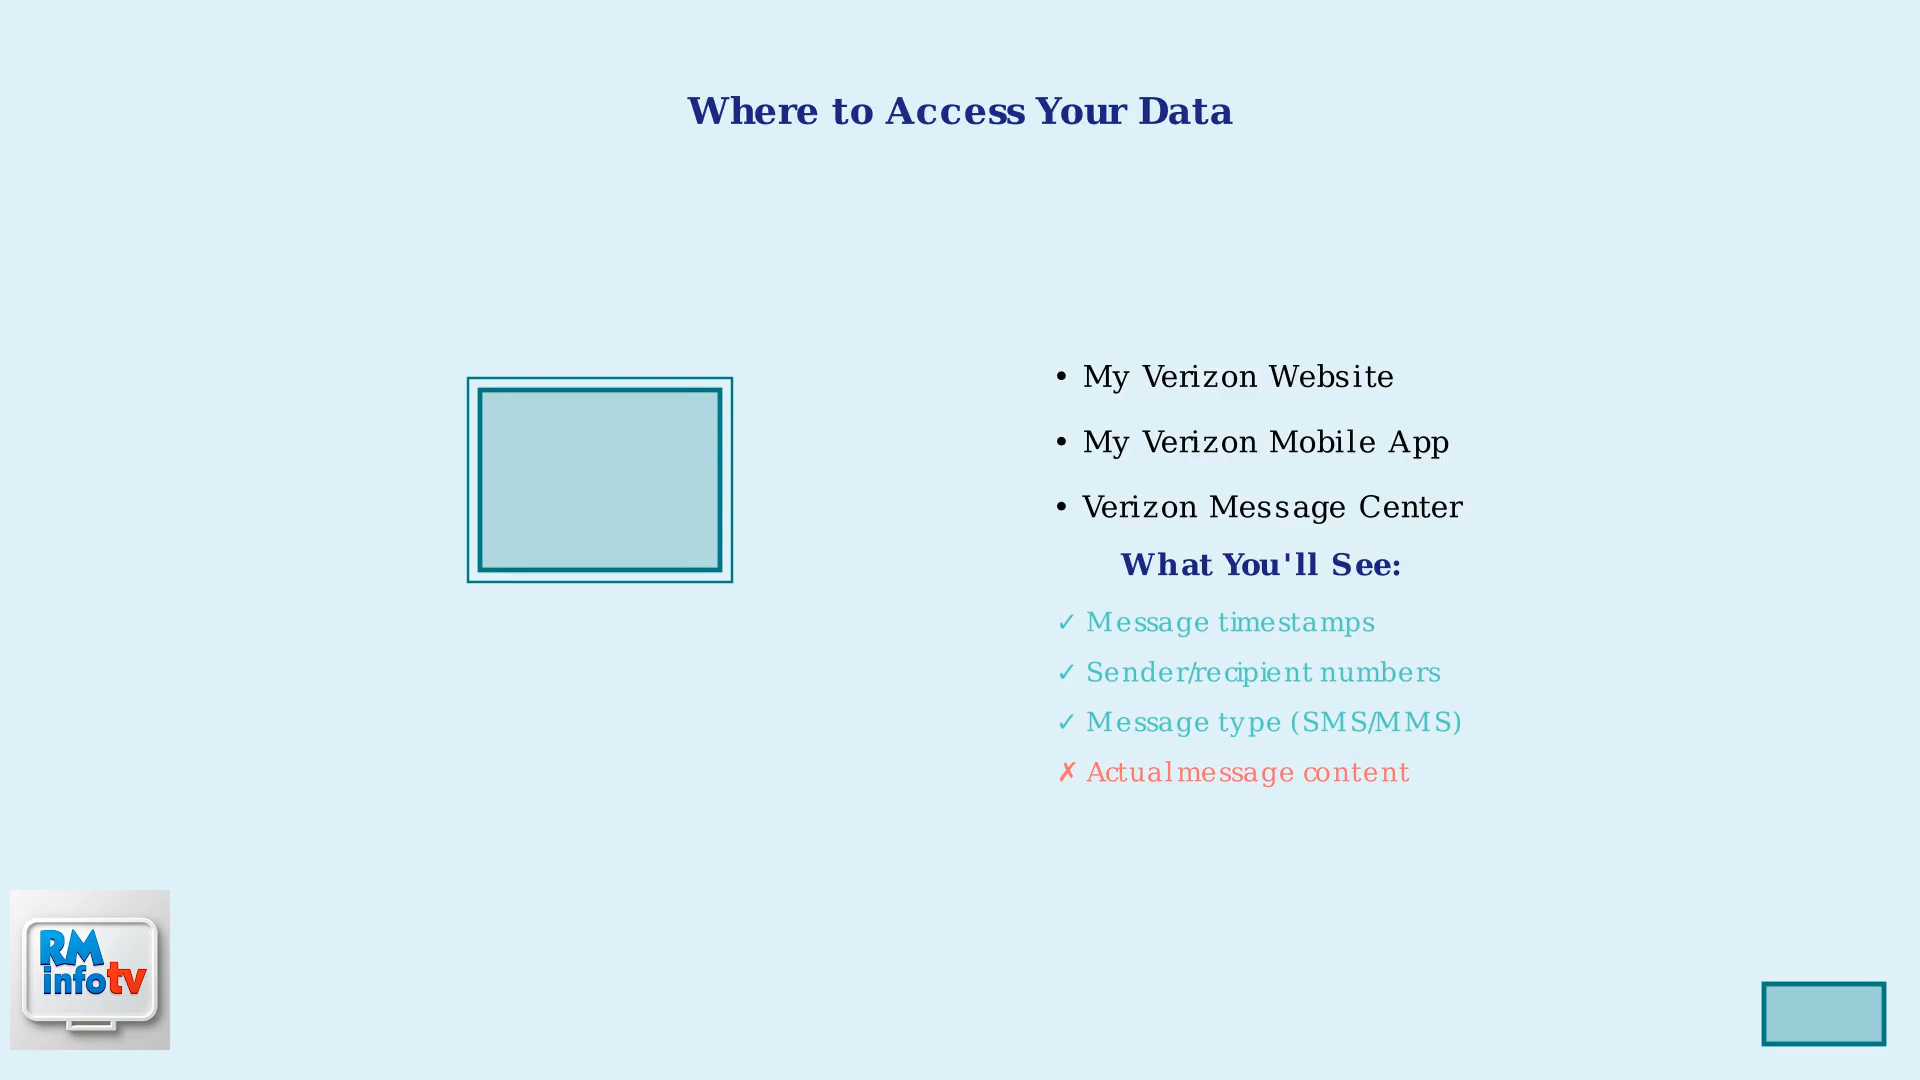 Where to Access Your Data
• My Verizon Website
• My Verizon Mobile App
• Verizon Message Center
What You'll See:
✓ Message timestamps
✓ Sender/recipient numbers
✓ Message type (SMS/MMS)
✗ Actual message content
RM
infotv